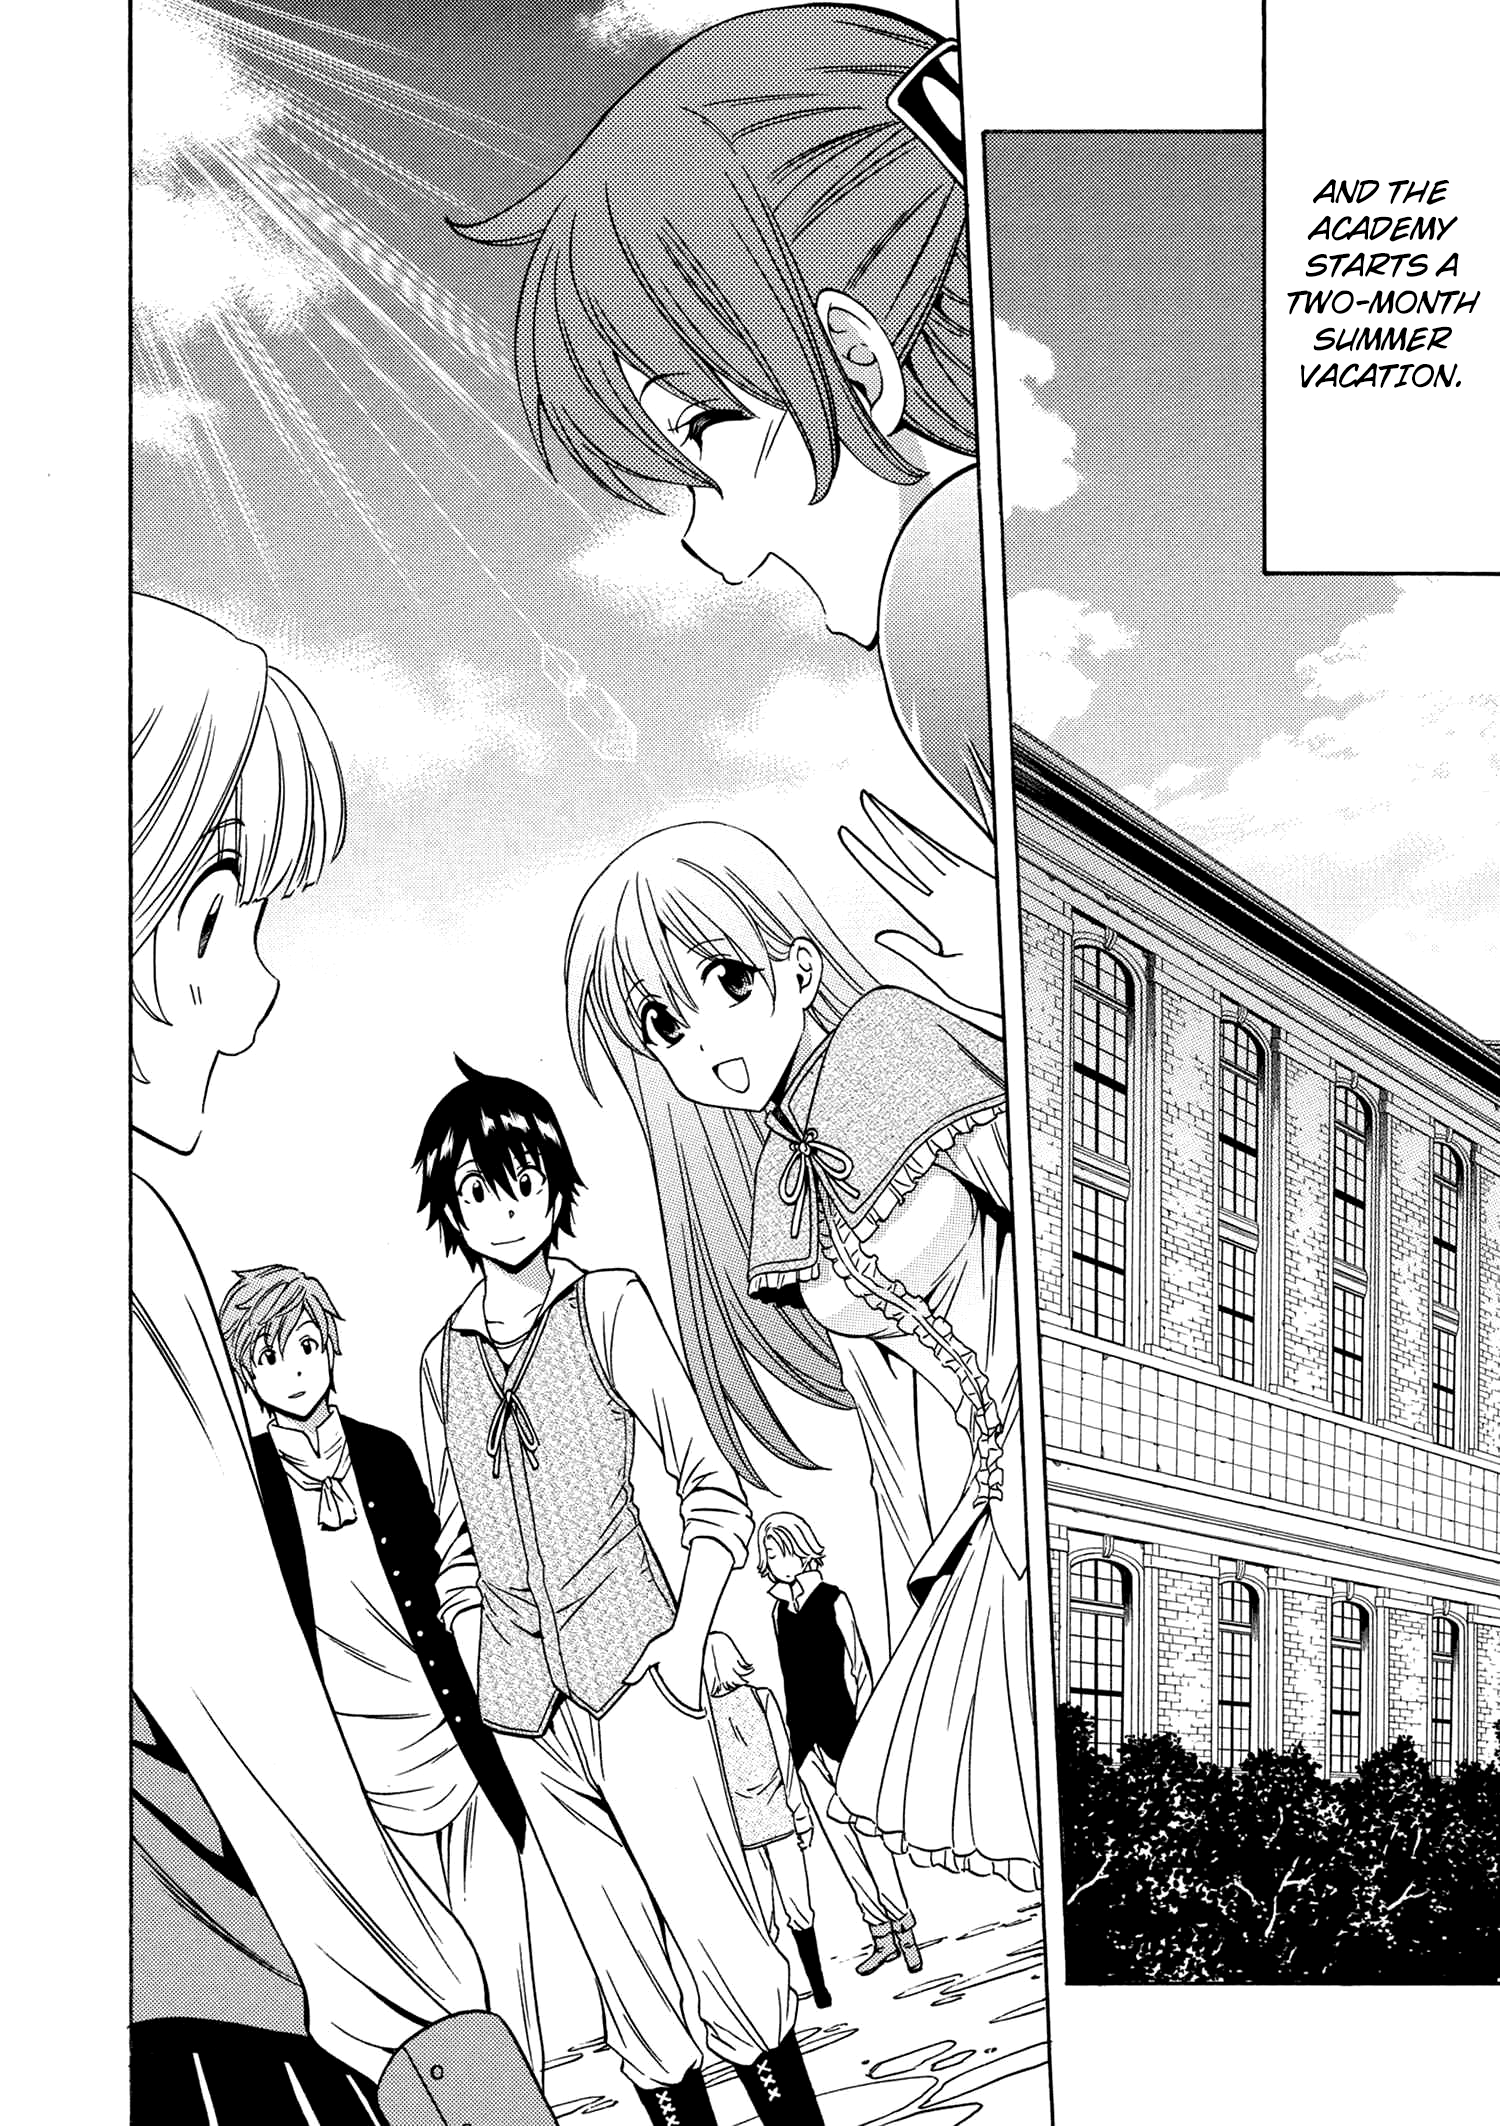 AND THE
ACADEMY
STARTS A
TWO-MONTH
SUMMER
VACATION.